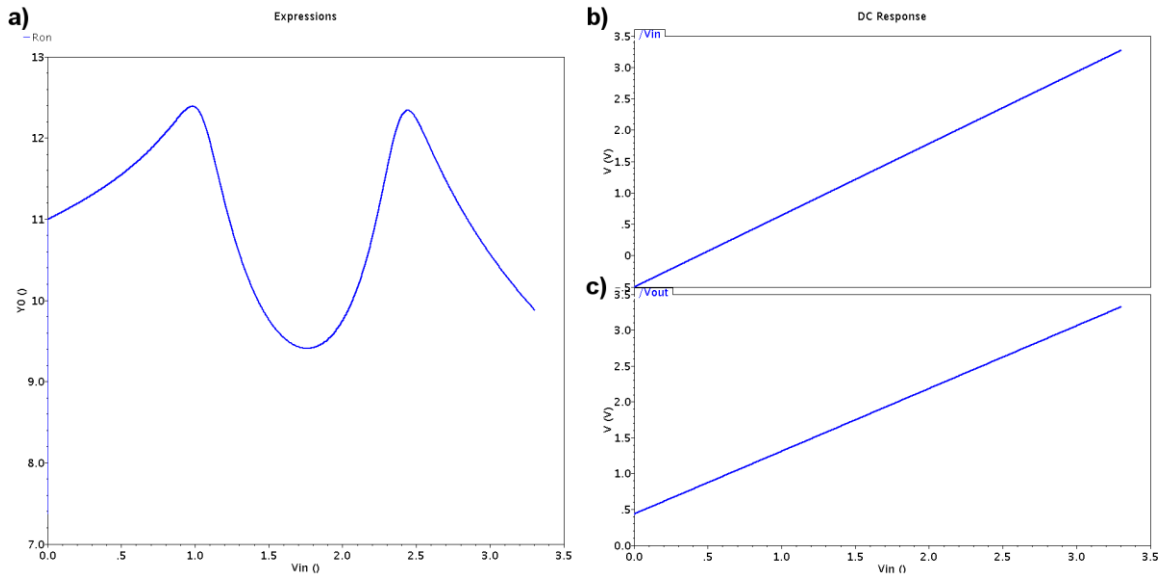 a)
Expressions
Ron
13
12
11
10
9.0
8.0
7.0
Y0 ()
0.0 .5 1.0 1.5 2.0 2.5 3.0 3.5
Vin ()
b)
DC Response
/Vin
3.5
3.0
2.5
2.0
1.5
1.0
.5
0
-.5
V (V)
c)
/Vout
3.5
3.0
2.5
2.0
1.5
1.0
.5
0.0
V (V)
0.0 .5 1.0 1.5 2.0 2.5 3.0 3.5
Vin ()